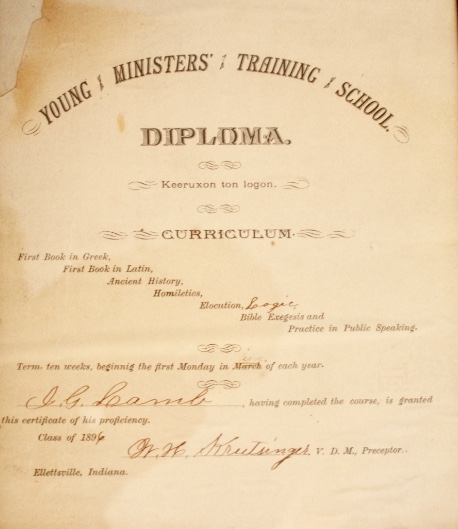 YOUNG MINISTERS' TRAINING SCHOOL.
DIPLOMA.
Keeruxon ton logon.
CURRICULUM.
First Book in Greek,
First Book in Latin,
Ancient History,
Homiletics,
Elocution, Logic,
Bible Exegesis and
Practice in Public Speaking.
Term, ten weeks, beginnig the first Monday in March of each year.
J. G. Lamb, having completed the course, is granted
this certificate of his proficiency.
Class of 1896
W. H. Kreutsinger, V. D. M., Preceptor.
Ellettsville, Indiana.